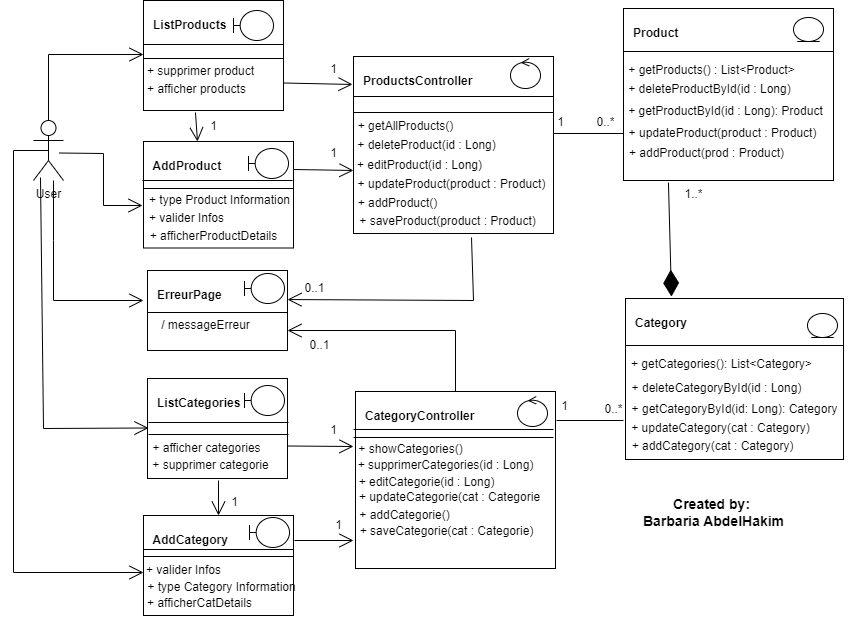 ListProducts
+ supprimer product
+ afficher products
1
1
AddProduct
+ type Product Information
+ valider Infos
+ afficherProductDetails
1
User
ErreurPage
/ messageErreur
0..1
0..1
ListCategories
+ afficher categories
+ supprimer categorie
1
1
AddCategory
+ valider Infos
+ type Category Information
+ afficherCatDetails
1
ProductsController
+ getAllProducts()
+ deleteProduct(id : Long)
+ editProduct(id : Long)
+ updateProduct(product : Product)
+ addProduct()
+ saveProduct(product : Product)
1
0..*
Product
+ getProducts() : List<Product>
+ deleteProductById(id : Long)
+ getProductById(id : Long): Product
+ updateProduct(product : Product)
+ addProduct(prod : Product)
1..*
CategoryController
+ showCategories()
+ supprimerCategories(id : Long)
+ editCategorie(id : Long)
+ updateCategorie(cat : Categorie
+ addCategorie()
+ saveCategorie(cat : Categorie)
1
0..*
Category
+ getCategories(): List<Category>
+ deleteCategoryById(id : Long)
+ getCategoryById(id: Long): Category
+ updateCategory(cat : Category)
+ addCategory(cat : Category)
Created by:
Barbaria AbdelHakim